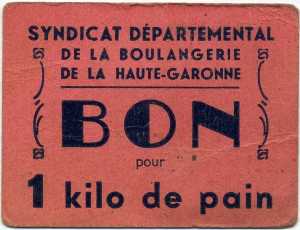 SYNDICAT DÉPARTEMENTAL
DE LA BOULANGERIE
DE LA HAUTE-GARONNE
BON
pour
1 kilo de pain